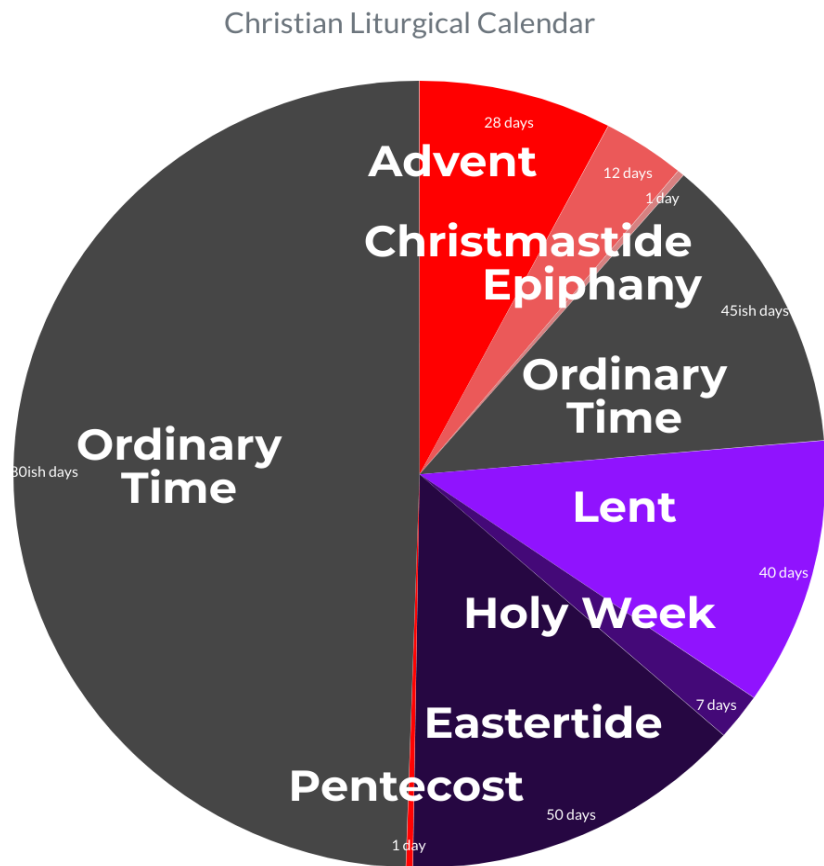 Christian Liturgical Calendar
28 days
Advent
12 days
1 day
Christmastide
Epiphany
45ish days
Ordinary
Time
Ordinary
Time
Lent
40 days
Holy Week
7 days
Eastertide
Pentecost
50 days
1 day